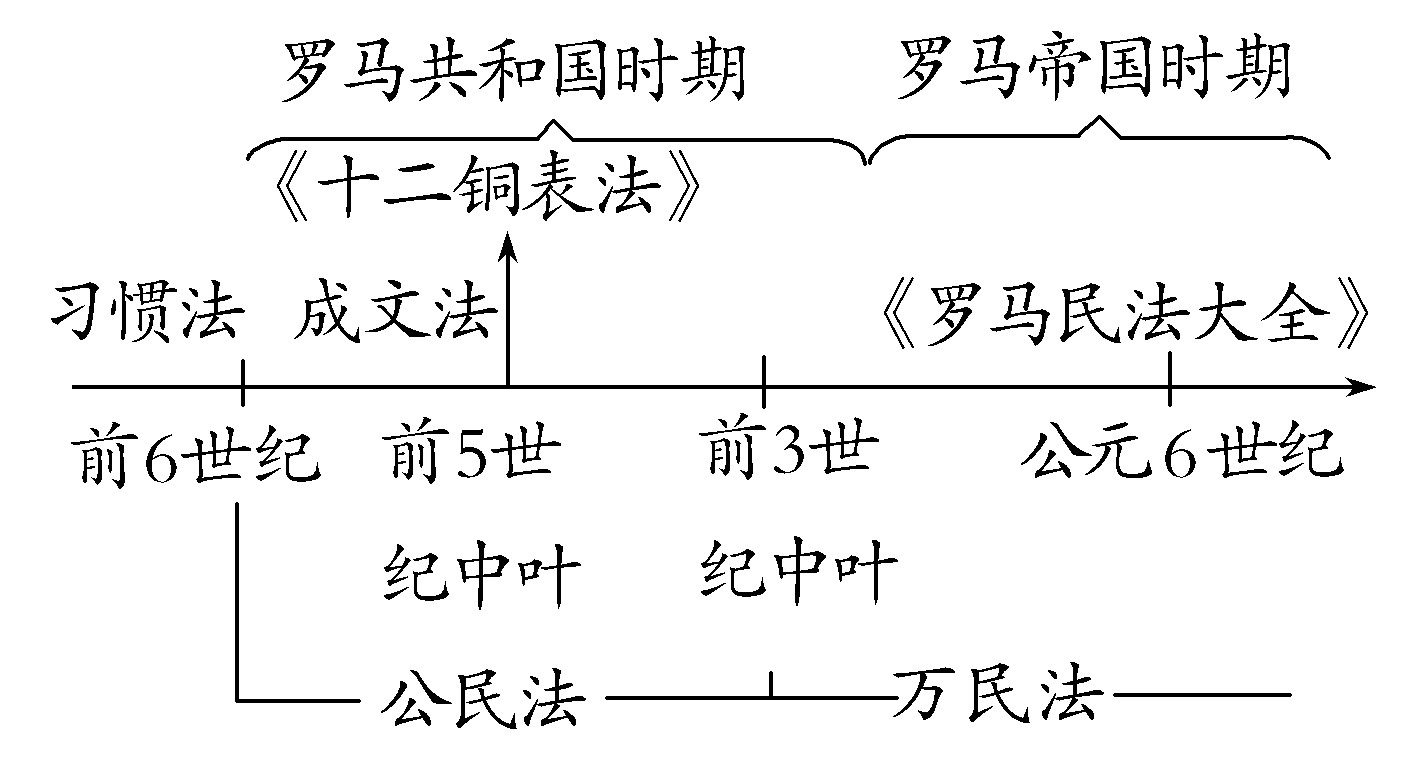 罗马共和国时期 罗马帝国时期
《十二铜表法》
习惯法 成文法 《罗马民法大全》
前6世纪 前5世 前3世 公元6世纪
纪中叶 纪中叶
公民法 万民法